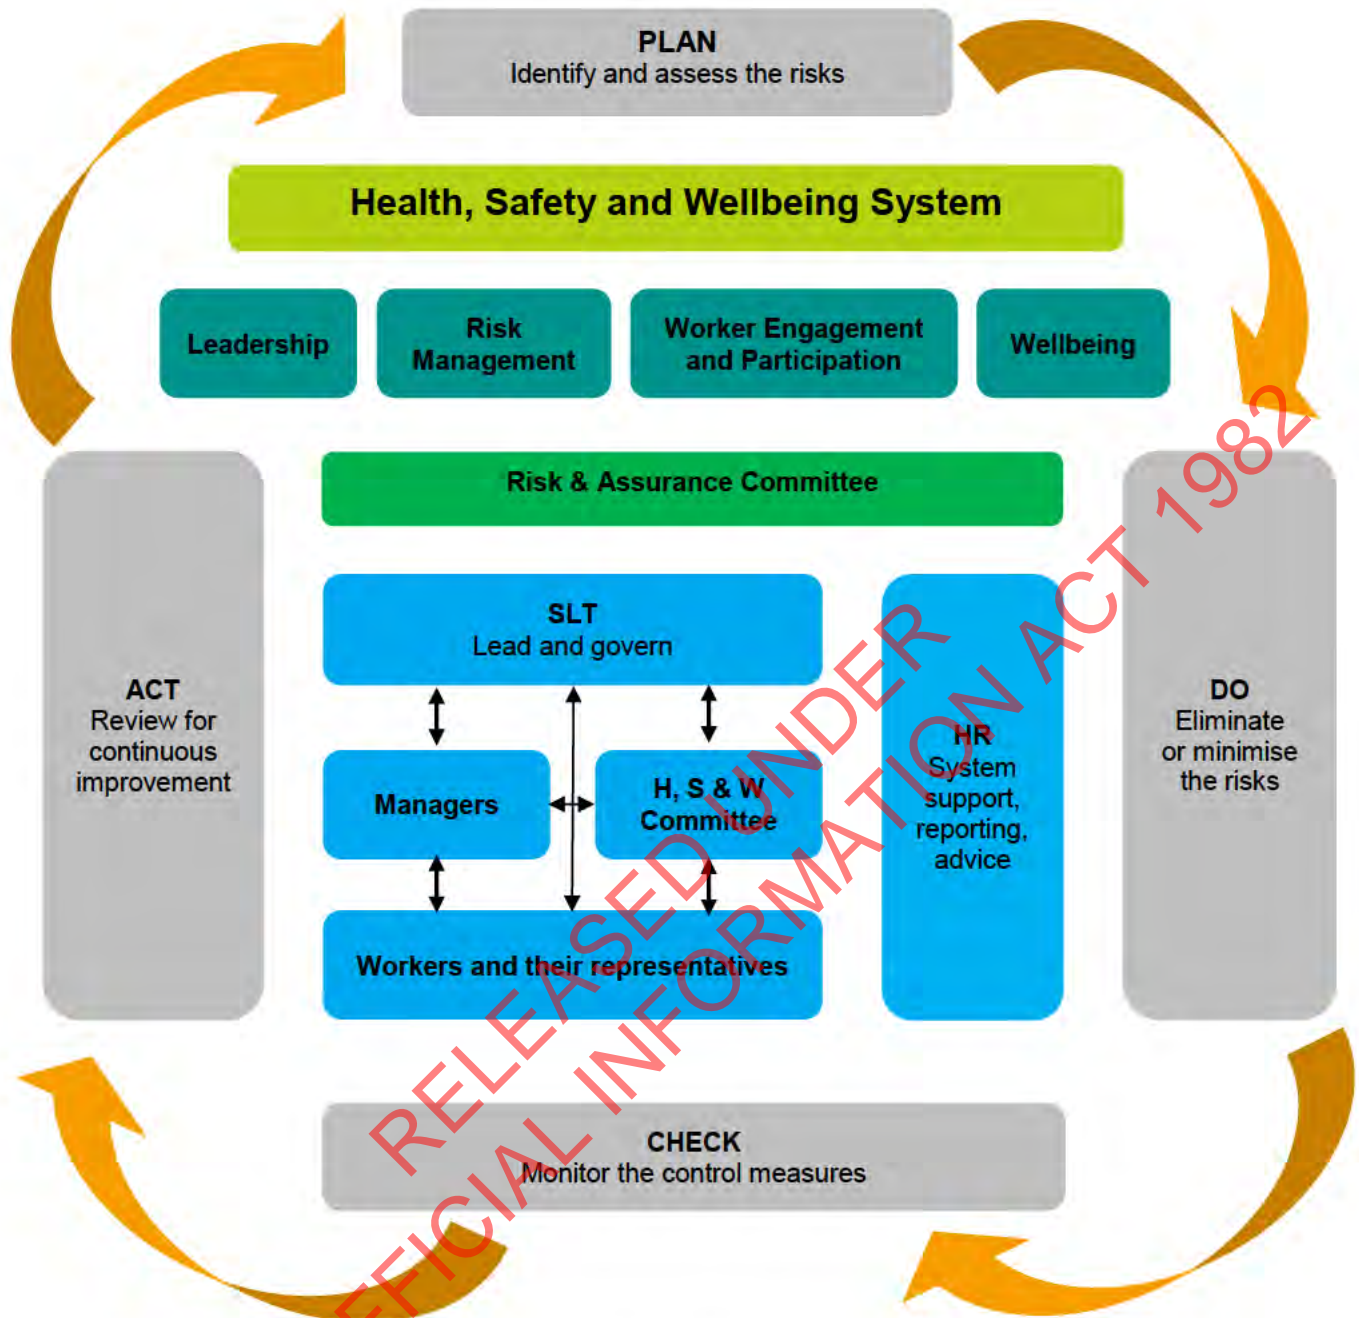 PLAN
Identify and assess the risks
Health, Safety and Wellbeing System
Leadership
Risk
Management
Worker Engagement
and Participation
Wellbeing
Risk & Assurance Committee
ACT
Review for
continuous
improvement
SLT
Lead and govern
Managers
H, S & W
Committee
Workers and their representatives
HR
System
support,
reporting,
advice
DO
Eliminate
or minimise
the risks
CHECK
Monitor the control measures
RELEASED UNDER
FFICIAL INFORMATION ACT 1982